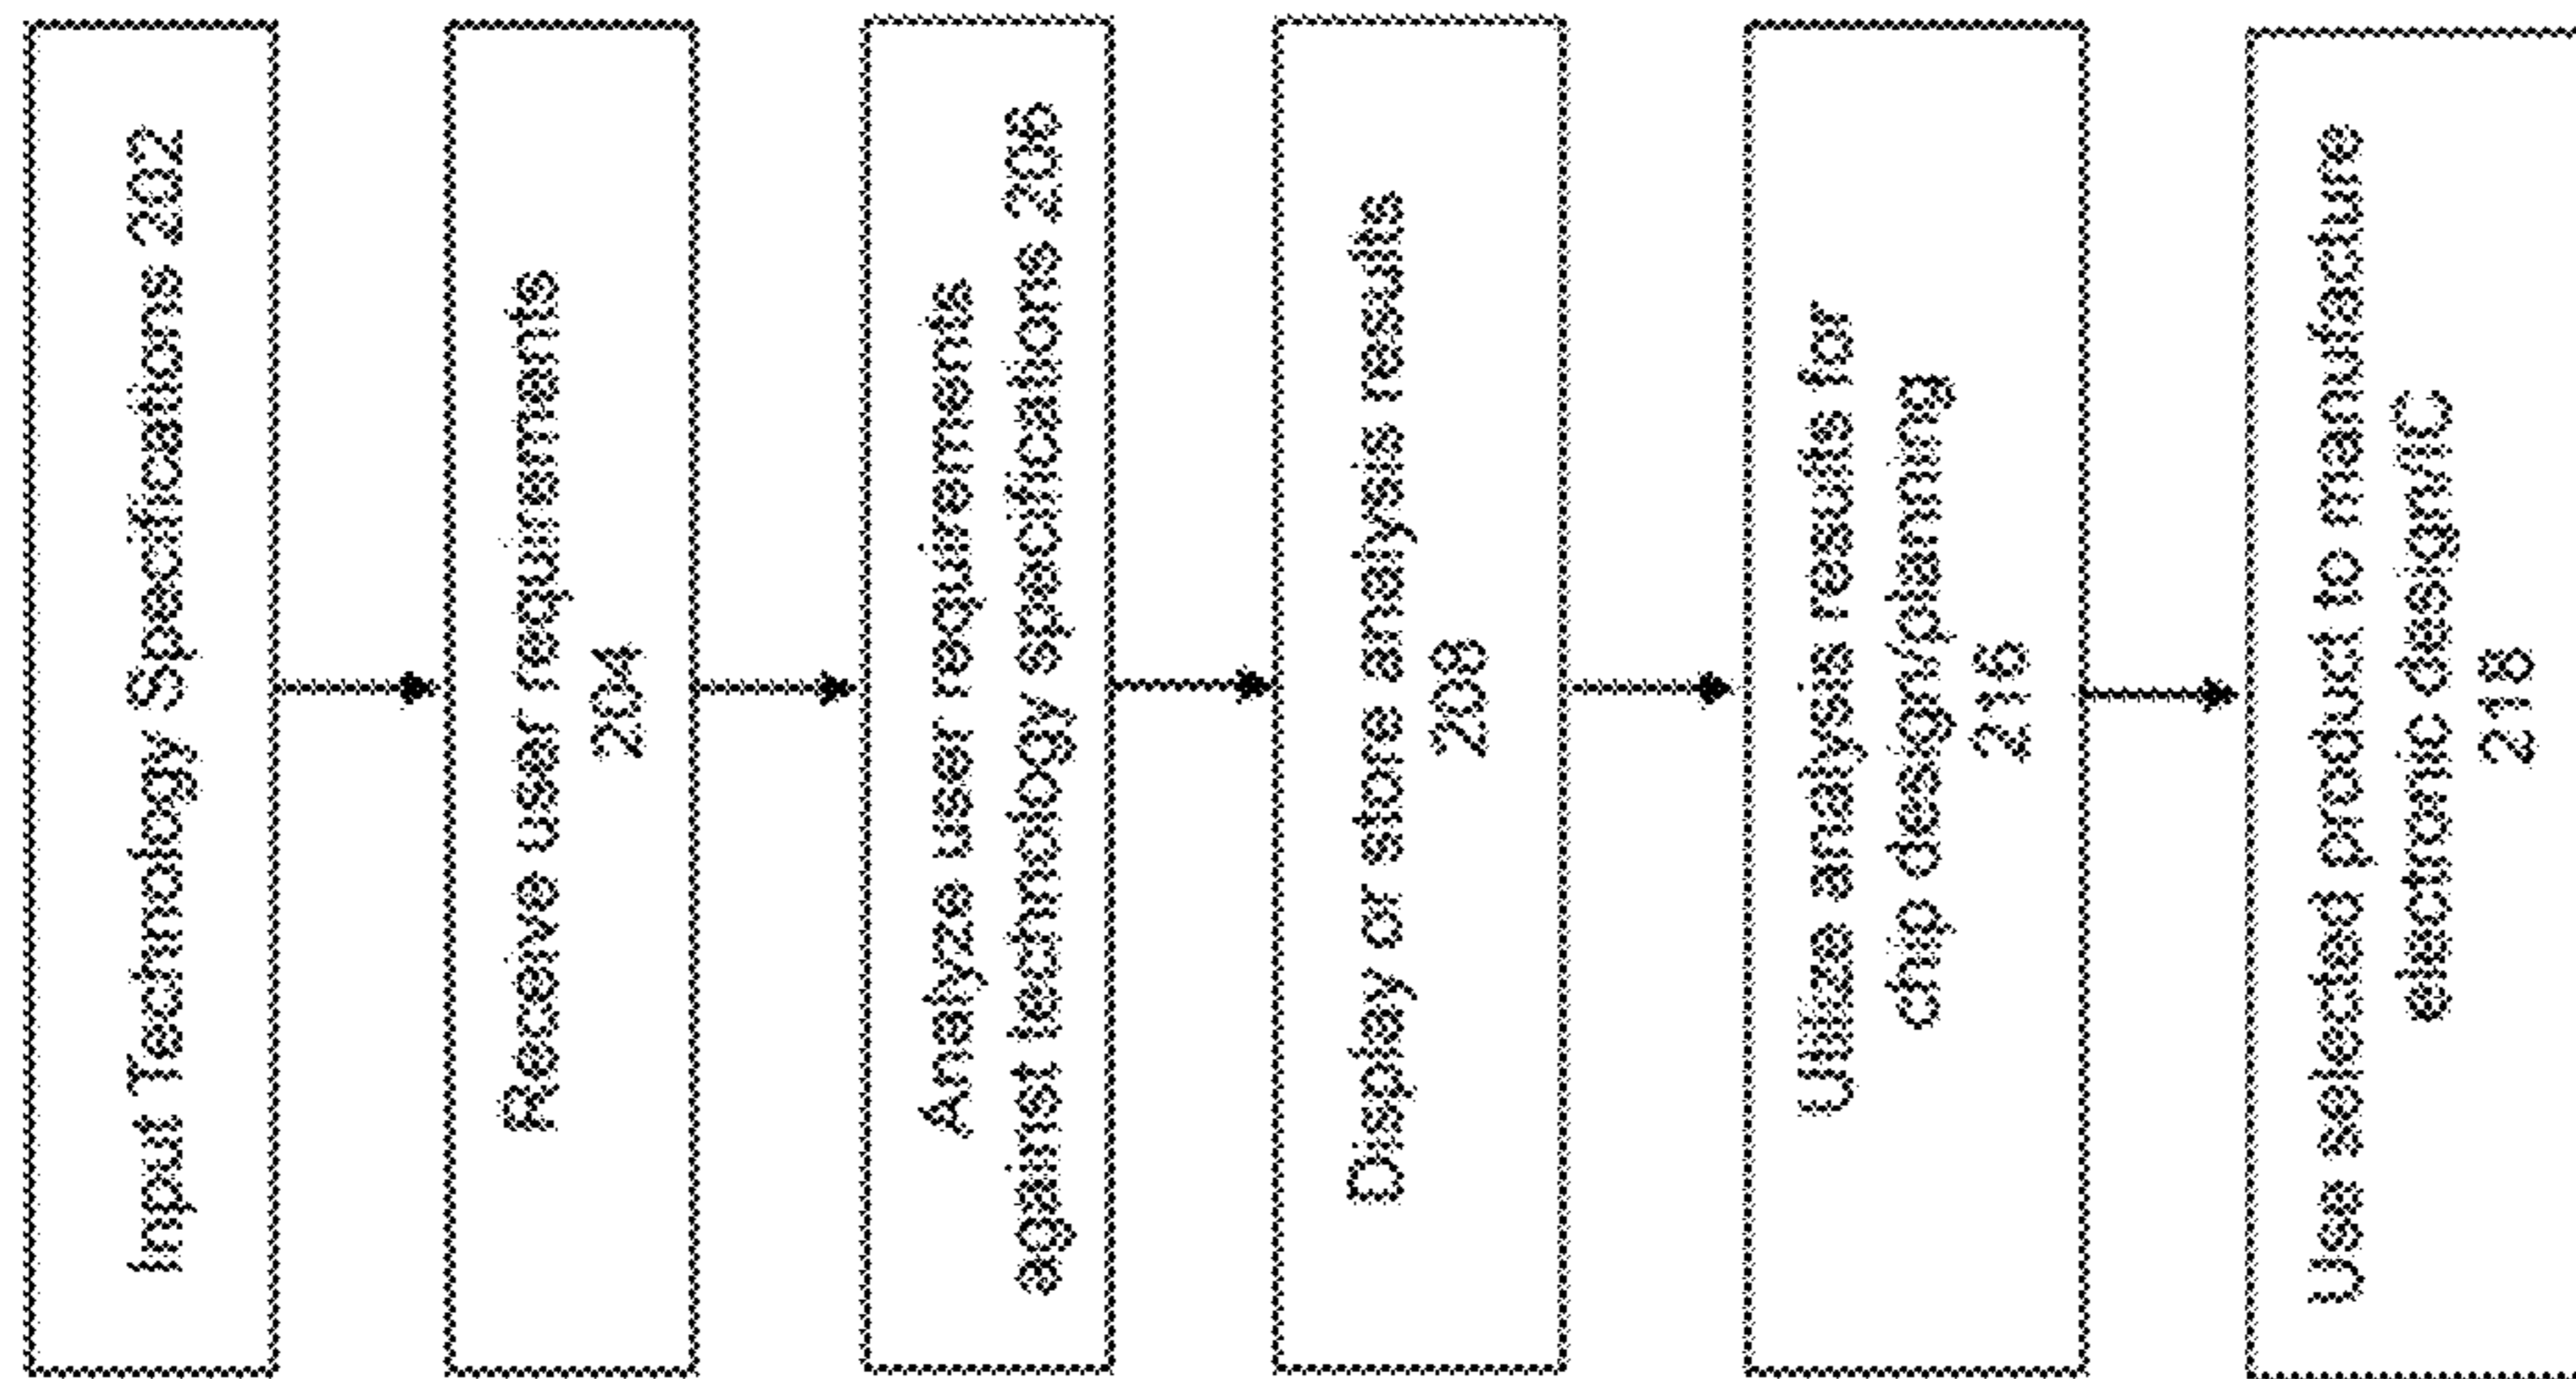 Input Technology Specifications 202
Receive user requirements
204
Analyze user requirements
against technology specifications 206
Display or store analysis results
208
Utilize analysis results for
chip design/planning
216
Use selected product to manufacture
electronic design/IC
218